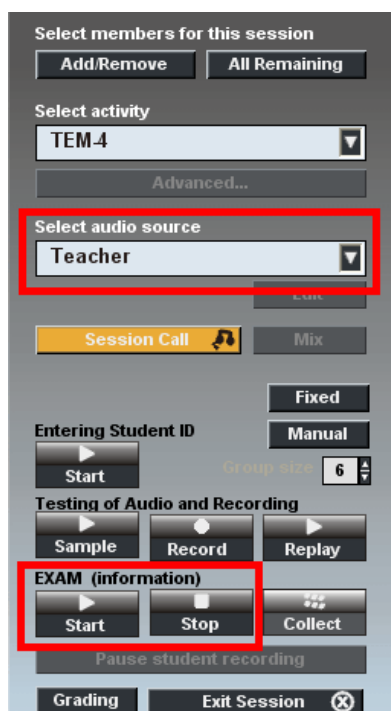 Select members for this session
Add/Remove All Remaining
Select activity
TEM-4
Advanced...
Select audio source
Teacher
Edit
Session Call Mix
Fixed
Entering Student ID Manual
Start Group size 6
Testing of Audio and Recording
Sample Record Replay
EXAM (information)
Start Stop Collect
Pause student recording
Grading Exit Session